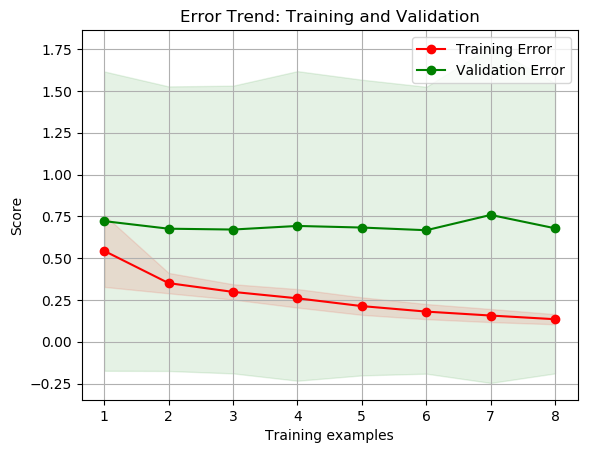 Error Trend: Training and Validation
Training Error
Validation Error
1.75
1.50
1.25
1.00
0.75
0.50
0.25
0.00
−0.25
Score
1 2 3 4 5 6 7 8
Training examples